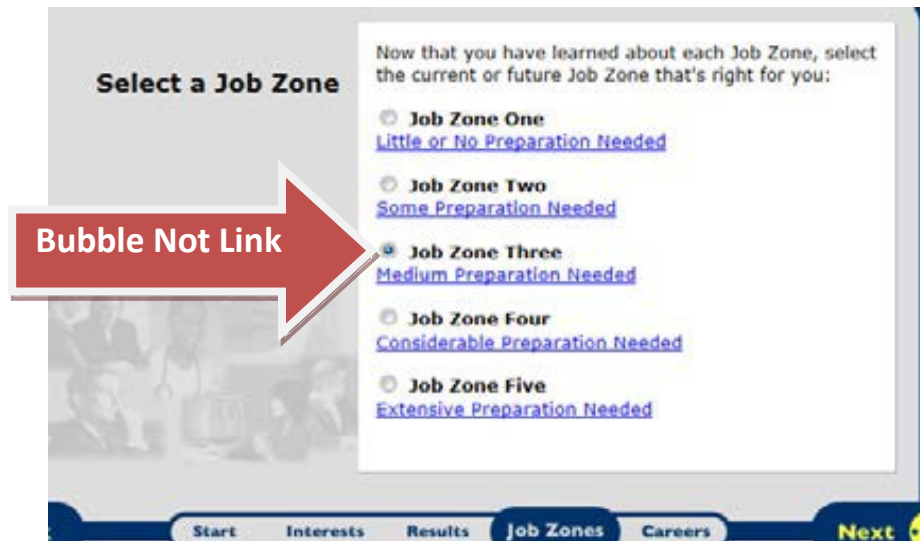 Select a Job Zone
Now that you have learned about each Job Zone, select
the current or future Job Zone that's right for you:
Job Zone One
Little or No Preparation Needed
Job Zone Two
Some Preparation Needed
Bubble Not Link
Job Zone Three
Medium Preparation Needed
Job Zone Four
Considerable Preparation Needed
Job Zone Five
Extensive Preparation Needed
Start Interests Results Job Zones Careers Next